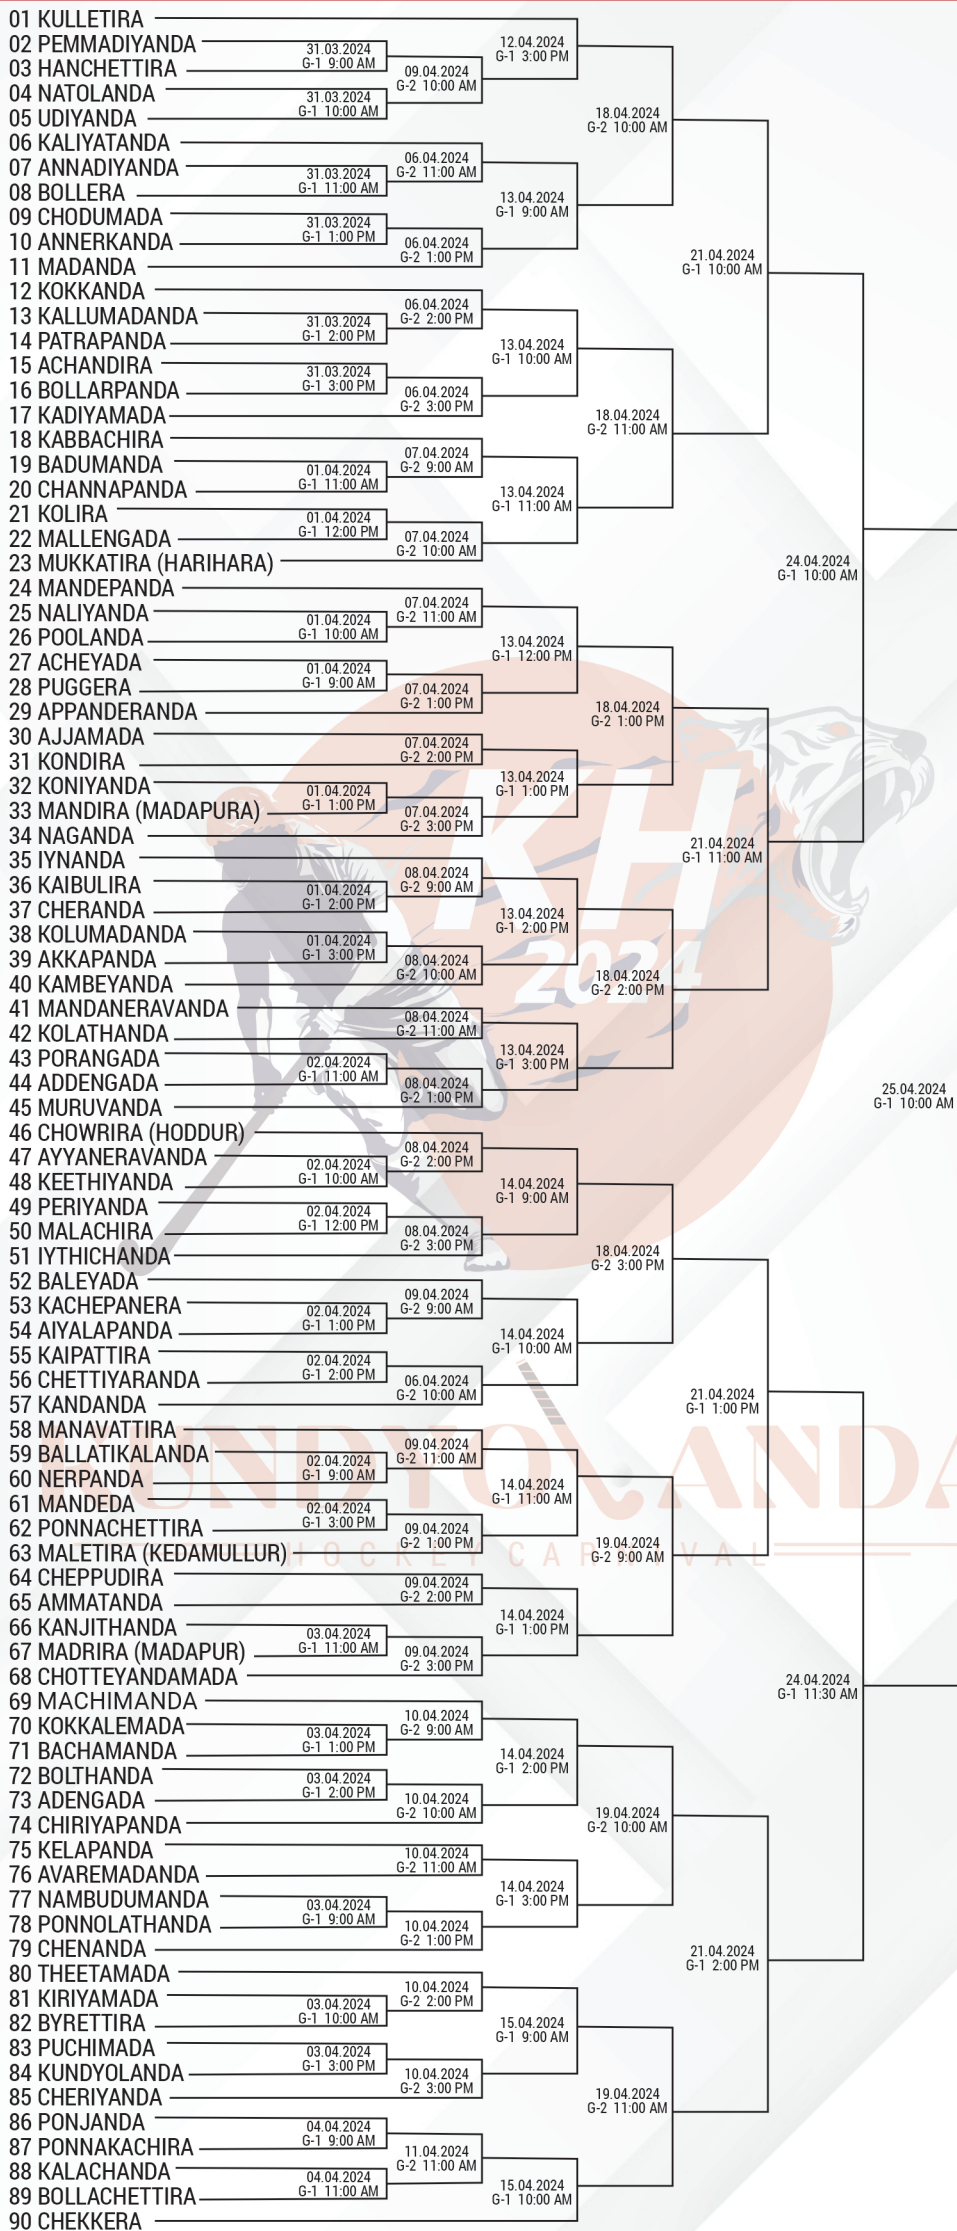 01 KULLETIRA
02 PEMMADIYANDA
03 HANCHETTIRA
04 NATOLANDA
05 UDIYANDA
06 KALIYATANDA
07 ANNADIYANDA
08 BOLLERA
09 CHODUMADA
10 ANNERKANDA
11 MADANDA
12 KOKKANDA
13 KALLUMADANDA
14 PATRAPANDA
15 ACHANDIRA
16 BOLLARPANDA
17 KADIYAMADA
18 KABBACHIRA
19 BADUMANDA
20 CHANNAPANDA
21 KOLIRA
22 MALLENGADA
23 MUKKATIRA (HARIHARA)
24 MANDEPANDA
25 NALIYANDA
26 POOLANDA
27 ACHEYADA
28 PUGGERA
29 APPANDERANDA
30 AJJAMADA
31 KONDIRA
32 KONIYANDA
33 MANDIRA (MADAPURA)
34 NAGANDA
35 IYNANDA
36 KAIBULIRA
37 CHERANDA
38 KOLUMADANDA
39 AKKAPANDA
40 KAMBEYANDA
41 MANDANERAVANDA
42 KOLATHANDA
43 PORANGADA
44 ADDENGADA
45 MURUVANDA
46 CHOWRIRA (HODDUR)
47 AYYANERAVANDA
48 KEETHIYANDA
49 PERIYANDA
50 MALACHIRA
51 IYTHICHANDA
52 BALEYADA
53 KACHEPANERA
54 AIYALAPANDA
55 KAIPATTIRA
56 CHETTIYARANDA
57 KANDANDA
58 MANAVATTIRA
59 BALLATIKALANDA
60 NERPANDA
61 MANDEDA
62 PONNACHETTIRA
63 MALETIRA (KEDAMULLUR)
64 CHEPPUDIRA
65 AMMATANDA
66 KANJITHANDA
67 MADRIRA (MADAPUR)
68 CHOTTEYANDAMADA
69 MACHIMANDA
70 KOKKALEMADA
71 BACHAMANDA
72 BOLTHANDA
73 ADENGADA
74 CHIRIYAPANDA
75 KELAPANDA
76 AVAREMADANDA
77 NAMBUDUMANDA
78 PONNOLATHANDA
79 CHENANDA
80 THEETAMADA
81 KIRIYAMADA
82 BYRETTIRA
83 PUCHIMADA
84 KUNDYOLANDA
85 CHERIYANDA
86 PONJANDA
87 PONNAKACHIRA
88 KALACHANDA
89 BOLLACHETTIRA
90 CHEKKERA
31.03.2024
G-1 9:00 AM
31.03.2024
G-1 10:00 AM
31.03.2024
G-1 11:00 AM
31.03.2024
G-1 1:00 PM
31.03.2024
G-1 2:00 PM
31.03.2024
G-1 3:00 PM
01.04.2024
G-1 11:00 AM
01.04.2024
G-1 12:00 PM
01.04.2024
G-1 10:00 AM
01.04.2024
G-1 9:00 AM
01.04.2024
G-1 1:00 PM
01.04.2024
G-1 2:00 PM
01.04.2024
G-1 3:00 PM
02.04.2024
G-1 11:00 AM
02.04.2024
G-1 10:00 AM
02.04.2024
G-1 12:00 PM
02.04.2024
G-1 1:00 PM
02.04.2024
G-1 2:00 PM
02.04.2024
G-1 9:00 AM
02.04.2024
G-1 3:00 PM
03.04.2024
G-1 11:00 AM
03.04.2024
G-1 1:00 PM
03.04.2024
G-1 2:00 PM
03.04.2024
G-1 9:00 AM
03.04.2024
G-1 10:00 AM
03.04.2024
G-1 3:00 PM
04.04.2024
G-1 9:00 AM
04.04.2024
G-1 11:00 AM
09.04.2024
G-2 10:00 AM
06.04.2024
G-2 11:00 AM
06.04.2024
G-2 1:00 PM
06.04.2024
G-2 2:00 PM
06.04.2024
G-2 3:00 PM
07.04.2024
G-2 9:00 AM
07.04.2024
G-2 10:00 AM
07.04.2024
G-2 11:00 AM
07.04.2024
G-2 1:00 PM
07.04.2024
G-2 2:00 PM
07.04.2024
G-2 3:00 PM
08.04.2024
G-2 9:00 AM
08.04.2024
G-2 10:00 AM
08.04.2024
G-2 11:00 AM
08.04.2024
G-2 1:00 PM
08.04.2024
G-2 2:00 PM
08.04.2024
G-2 3:00 PM
09.04.2024
G-2 9:00 AM
06.04.2024
G-2 10:00 AM
09.04.2024
G-2 11:00 AM
09.04.2024
G-2 1:00 PM
09.04.2024
G-2 2:00 PM
09.04.2024
G-2 3:00 PM
10.04.2024
G-2 9:00 AM
10.04.2024
G-2 10:00 AM
10.04.2024
G-2 11:00 AM
10.04.2024
G-2 1:00 PM
10.04.2024
G-2 2:00 PM
10.04.2024
G-2 3:00 PM
11.04.2024
G-2 11:00 AM
12.04.2024
G-1 3:00 PM
13.04.2024
G-1 9:00 AM
13.04.2024
G-1 10:00 AM
13.04.2024
G-1 11:00 AM
13.04.2024
G-1 12:00 PM
13.04.2024
G-1 1:00 PM
13.04.2024
G-1 2:00 PM
13.04.2024
G-1 3:00 PM
14.04.2024
G-1 9:00 AM
14.04.2024
G-1 10:00 AM
14.04.2024
G-1 11:00 AM
14.04.2024
G-1 1:00 PM
14.04.2024
G-1 2:00 PM
14.04.2024
G-1 3:00 PM
15.04.2024
G-1 9:00 AM
15.04.2024
G-1 10:00 AM
18.04.2024
G-2 10:00 AM
18.04.2024
G-2 11:00 AM
18.04.2024
G-2 1:00 PM
18.04.2024
G-2 2:00 PM
18.04.2024
G-2 3:00 PM
19.04.2024
G-2 9:00 AM
19.04.2024
G-2 10:00 AM
19.04.2024
G-2 11:00 AM
21.04.2024
G-1 10:00 AM
21.04.2024
G-1 11:00 AM
21.04.2024
G-1 1:00 PM
21.04.2024
G-1 2:00 PM
24.04.2024
G-1 10:00 AM
24.04.2024
G-1 11:30 AM
25.04.2024
G-1 10:00 AM
KH
2024
KUNDYOLANDA
HOCKEY CARNIVAL